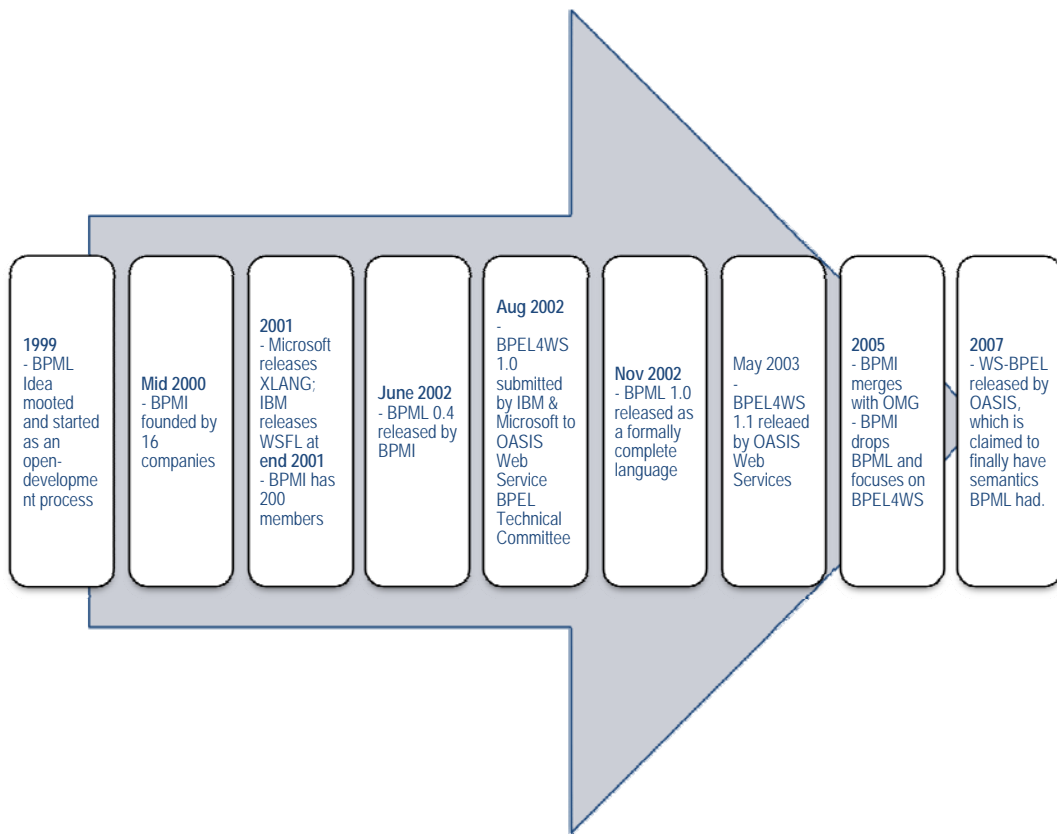 1999
- BPML
Idea
mooted
and started
as an
open-
developme
nt process
Mid 2000
- BPMI
founded by
16
companies
2001
- Microsoft
releases
XLANG;
IBM
releases
WSFL at
end 2001
- BPMI has
200
members
June 2002
- BPML 0.4
released by
BPMI
Aug 2002
-
BPEL4WS
1.0
submitted
by IBM &
Microsoft to
OASIS
Web
Service
BPEL
Technical
Committee
Nov 2002
- BPML 1.0
released as
a formally
complete
language
May 2003
-
BPEL4WS
1.1 releaed
by OASIS
Web
Services
2005
- BPMI
merges
with OMG
- BPMI
drops
BPML and
focuses on
BPEL4WS
2007
- WS-BPEL
released by
OASIS,
which is
claimed to
finally have
semantics
BPML had.